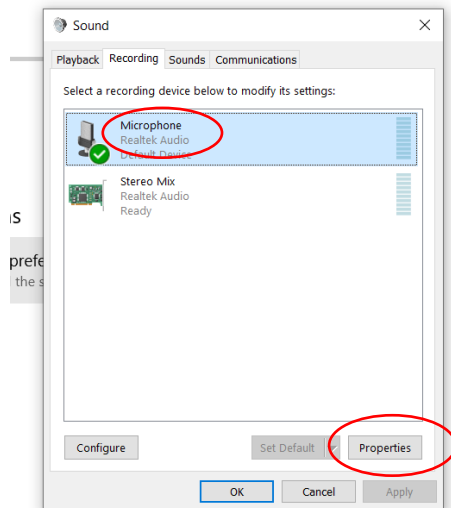 Sound
Playback Recording Sounds Communications
Select a recording device below to modify its settings:
Microphone
Realtek Audio
Default Device
Stereo Mix
Realtek Audio
Ready
ns
prefe
the s
Configure Set Default Properties
OK Cancel Apply